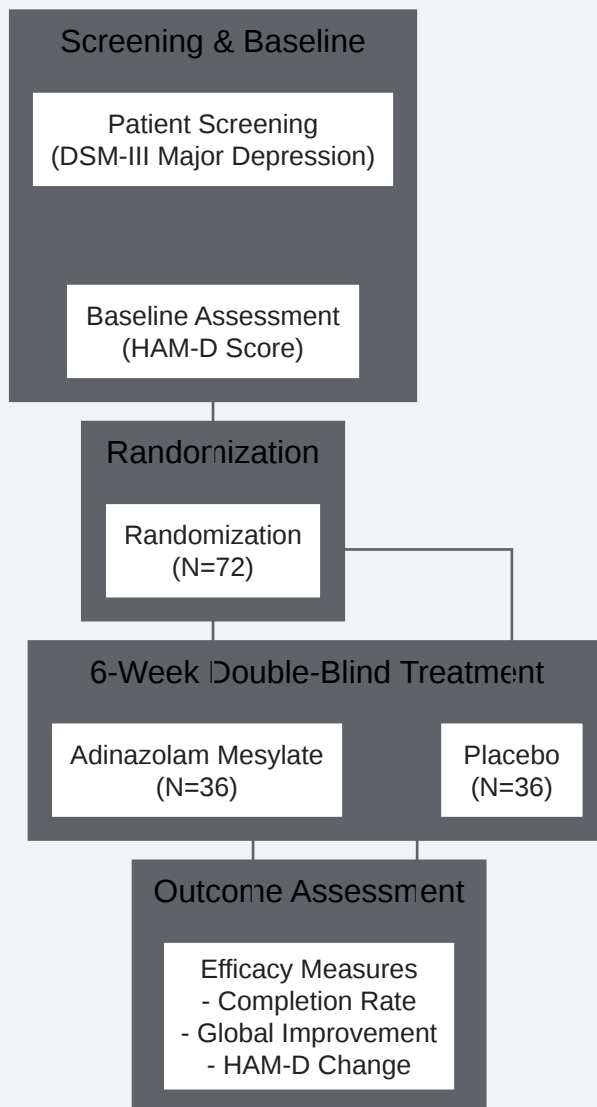 Screening & Baseline
Patient Screening
(DSM-III Major Depression)
Baseline Assessment
(HAM-D Score)
Randomization
Randomization
(N=72)
6-Week Double-Blind Treatment
Adinazolam Mesylate
(N=36)
Placebo
(N=36)
Outcome Assessment
Efficacy Measures
- Completion Rate
- Global Improvement
- HAM-D Change